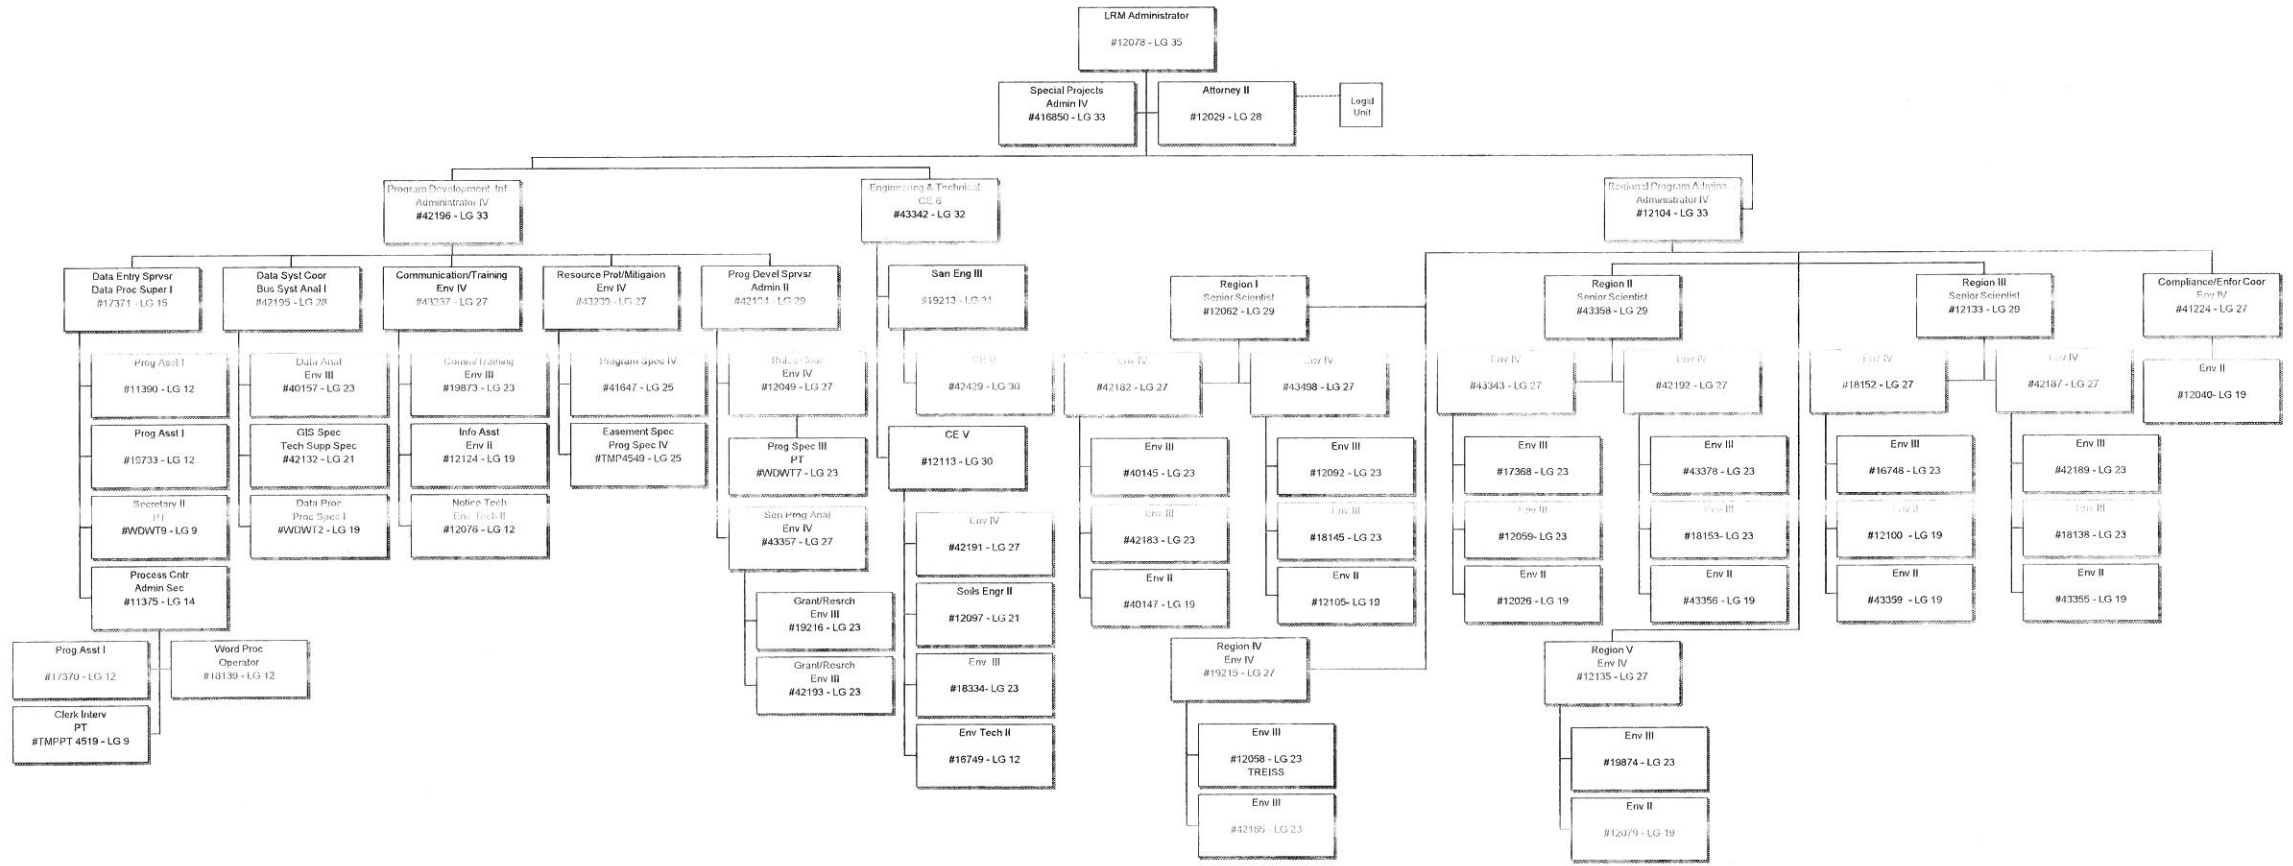 LRM Administrator
#12078 - LG 35
Special Projects
Admin IV
#416850 - LG 33
Attorney II
#12029 - LG 28
Legal
Unit
Program Development, Inf
Administrator IV
#42196 - LG 33
Engineering & Technical
CE 6
#43342 - LG 32
Regional Program Admins
Administrator IV
#12104 - LG 33
Data Entry Sprvsr
Data Proc Super I
#17371 - LG 15
Data Syst Coor
Bus Syst Anal I
#42195 - LG 28
Communication/Training
Env IV
#43237 - LG 27
Resource Prot/Mitigaion
Env IV
#43239 - LG 27
Prog Devel Sprvsr
Admin II
#42194 - LG 29
San Eng III
#19213 - LG 31
Region I
Senior Scientist
#12062 - LG 29
Region II
Senior Scientist
#43358 - LG 29
Region III
Senior Scientist
#12133 - LG 29
Compliance/Enfor Coor
Env IV
#41224 - LG 27
Prog Asst I
#11390 - LG 12
Data Anal
Env III
#40157 - LG 23
Comm/Training
Env III
#19873 - LG 23
Program Spec IV
#41647 - LG 25
Rules Coor
Env IV
#12049 - LG 27
CE V
#42429 - LG 30
Env IV
#42182 - LG 27
Env IV
#43498 - LG 27
Env IV
#43343 - LG 27
Env IV
#42192 - LG 27
Env IV
#18152 - LG 27
Env IV
#42187 - LG 27
Env II
#12040- LG 19
Prog Asst I
#19733 - LG 12
GIS Spec
Tech Supp Spec
#42132 - LG 21
Info Asst
Env II
#12124 - LG 19
Easement Spec
Prog Spec IV
#TMP4549 - LG 25
Prog Spec III
PT
#WDWT7 - LG 23
CE V
#12113 - LG 30
Env III
#40145 - LG 23
Env III
#12092 - LG 23
Env III
#17368 - LG 23
Env III
#43378 - LG 23
Env III
#16748 - LG 23
Env III
#42189 - LG 23
Secretary II
PT
#WDWT9 - LG 9
Data Proc
Proc Spec I
#WDWT2 - LG 19
Notice Tech
Env Tech II
#12076 - LG 12
Sen Prog Anal
Env IV
#43357 - LG 27
Env IV
#42191 - LG 27
Env III
#42183 - LG 23
Env III
#18145 - LG 23
Env III
#12059- LG 23
Env III
#18153- LG 23
Env II
#12100 - LG 19
Env III
#18138 - LG 23
Process Cntr
Admin Sec
#11375 - LG 14
Grant/Resrch
Env III
#19216 - LG 23
Soils Engr II
#12097 - LG 21
Env II
#40147 - LG 19
Env II
#12105- LG 19
Env II
#12026 - LG 19
Env II
#43356 - LG 19
Env II
#43359 - LG 19
Env II
#43355 - LG 19
Prog Asst I
#17370 - LG 12
Word Proc
Operator
#18139 - LG 12
Grant/Resrch
Env III
#42193 - LG 23
Env III
#18334- LG 23
Region IV
Env IV
#19215 - LG 27
Region V
Env IV
#12135 - LG 27
Clerk Interv
PT
#TMPPT 4519 - LG 9
Env Tech II
#16749 - LG 12
Env III
#12058 - LG 23
TREISS
Env III
#19874 - LG 23
Env III
#42185 - LG 23
Env II
#12079 - LG 19